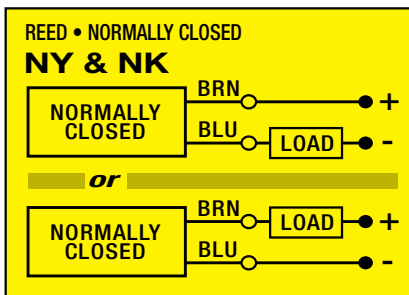 REED • NORMALLY CLOSED
NY & NK
BRN
+
NORMALLY
CLOSED
BLU
LOAD
-
or
BRN
LOAD
+
NORMALLY
CLOSED
BLU
-